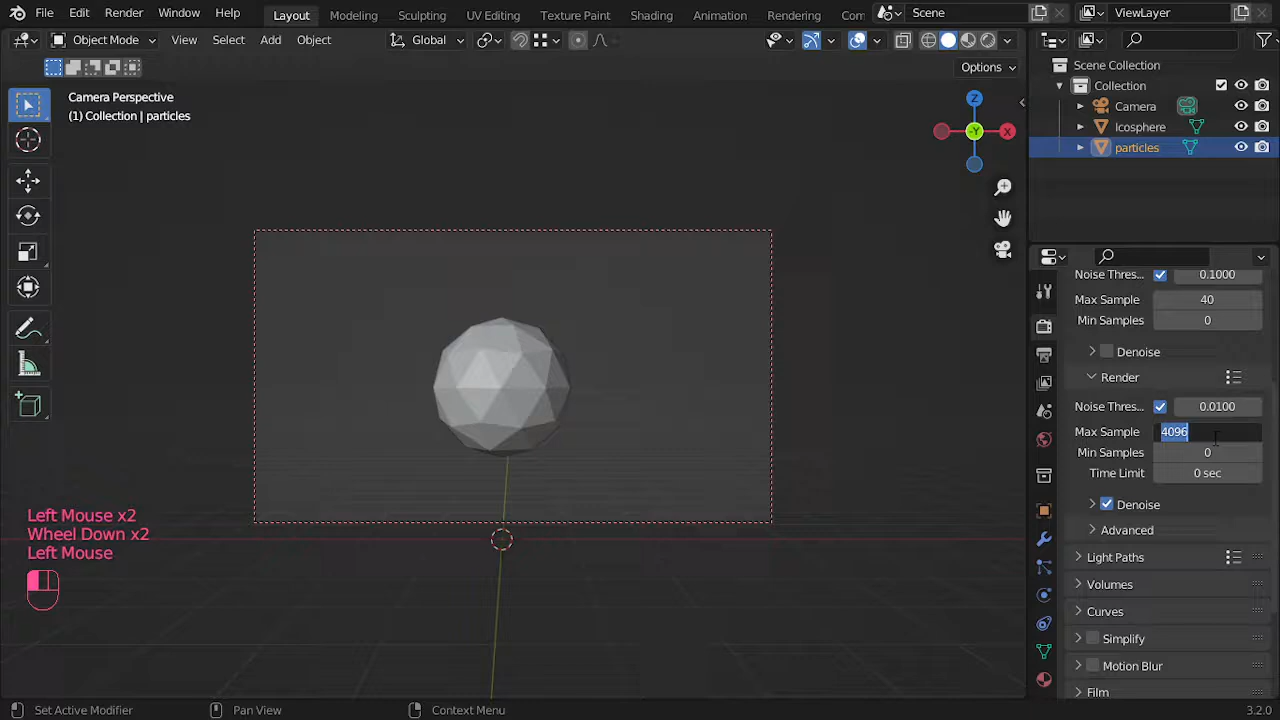 File Edit Render Window Help Layout Modeling Sculpting UV Editing Texture Paint Shading Animation Rendering Com Scene ViewLayer
Object Mode View Select Add Object Global
Options
Camera Perspective
(1) Collection | particles
Z
X
-Y
Scene Collection
Collection
Camera
Icosphere
particles
Noise Thres... 0.1000
Max Sample 40
Min Samples 0
Denoise
Render
Noise Thres... 0.0100
Max Sample 4096
Min Samples 0
Time Limit 0 sec
Denoise
Advanced
Light Paths
Volumes
Curves
Simplify
Motion Blur
Film
Left Mouse x2
Wheel Down x2
Left Mouse
Set Active Modifier Pan View Context Menu 3.2.0